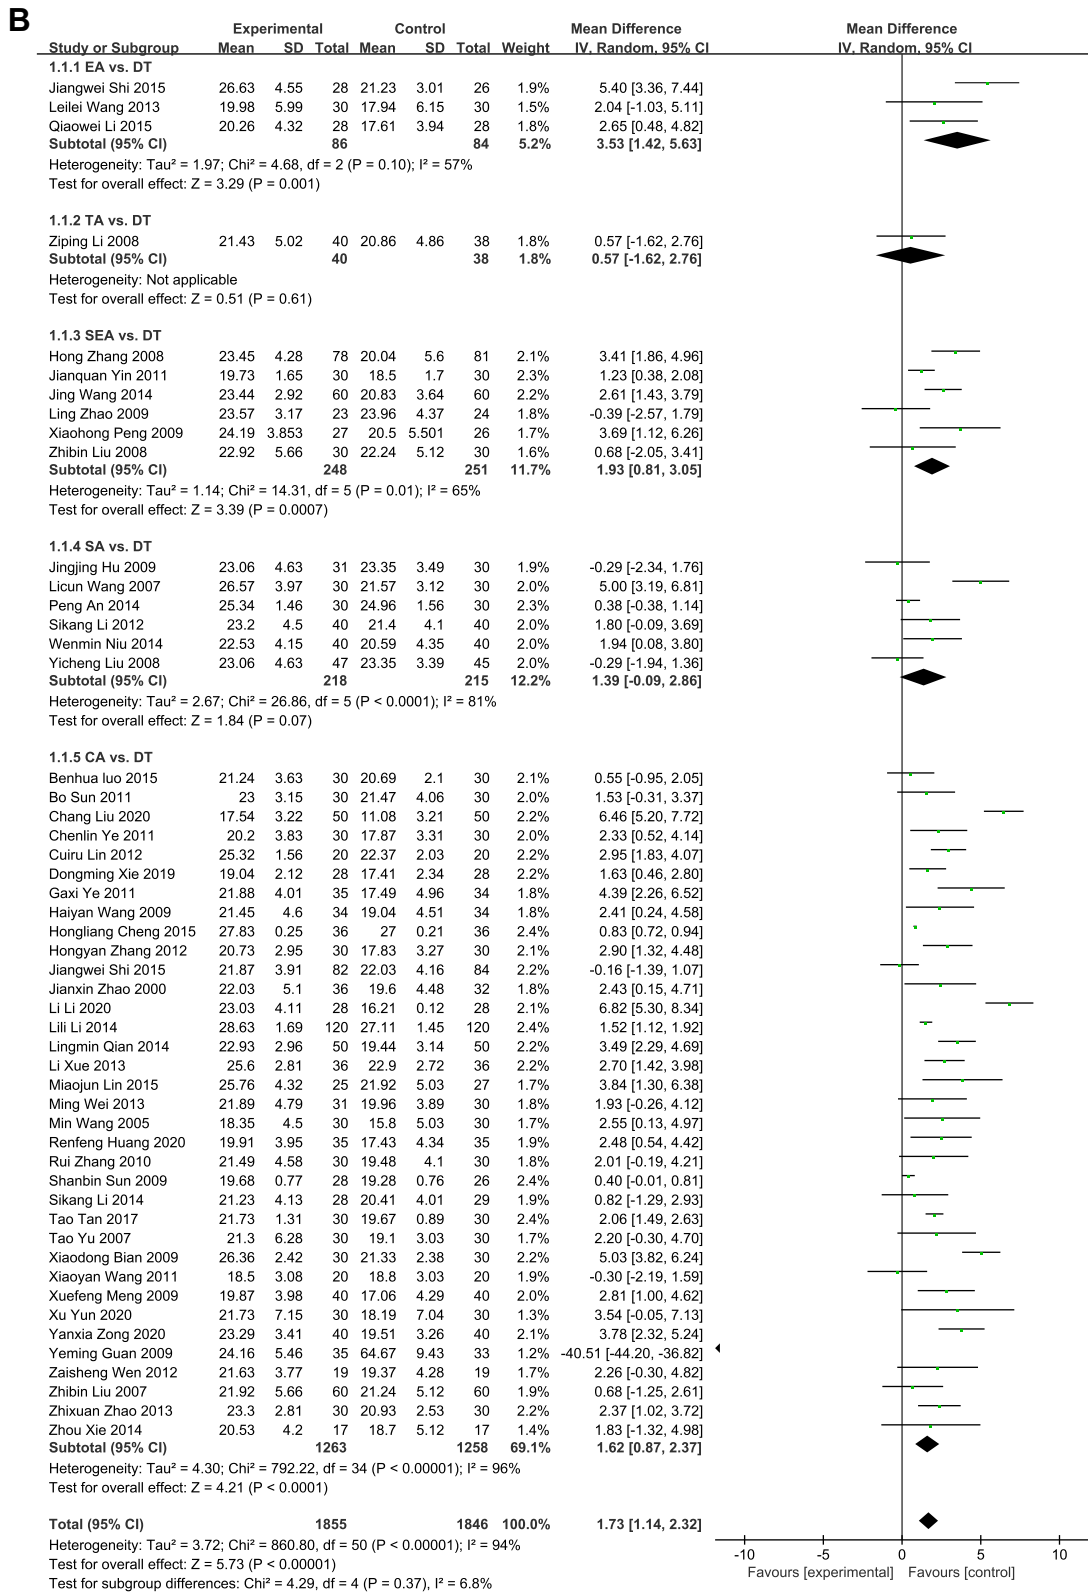 B
Experimental Control Mean Difference Mean Difference
Study or Subgroup Mean SD Total Mean SD Total Weight IV, Random, 95% CI IV, Random, 95% CI
1.1.1 EA vs. DT
Jiangwei Shi 2015 26.63 4.55 28 21.23 3.01 26 1.9% 5.40 [3.36, 7.44]
Leilei Wang 2013 19.98 5.99 30 17.94 6.15 30 1.5% 2.04 [-1.03, 5.11]
Qiaowei Li 2015 20.26 4.32 28 17.61 3.94 28 1.8% 2.65 [0.48, 4.82]
Subtotal (95% CI) 86 84 5.2% 3.53 [1.42, 5.63]
Heterogeneity: Tau² = 1.97; Chi² = 4.68, df = 2 (P = 0.10); I² = 57%
Test for overall effect: Z = 3.29 (P = 0.001)
1.1.2 TA vs. DT
Ziping Li 2008 21.43 5.02 40 20.86 4.86 38 1.8% 0.57 [-1.62, 2.76]
Subtotal (95% CI) 40 38 1.8% 0.57 [-1.62, 2.76]
Heterogeneity: Not applicable
Test for overall effect: Z = 0.51 (P = 0.61)
1.1.3 SEA vs. DT
Hong Zhang 2008 23.45 4.28 78 20.04 5.6 81 2.1% 3.41 [1.86, 4.96]
Jianquan Yin 2011 19.73 1.65 30 18.5 1.7 30 2.3% 1.23 [0.38, 2.08]
Jing Wang 2014 23.44 2.92 60 20.83 3.64 60 2.2% 2.61 [1.43, 3.79]
Ling Zhao 2009 23.57 3.17 23 23.96 4.37 24 1.8% -0.39 [-2.57, 1.79]
Xiaohong Peng 2009 24.19 3.853 27 20.5 5.501 26 1.7% 3.69 [1.12, 6.26]
Zhibin Liu 2008 22.92 5.66 30 22.24 5.12 30 1.6% 0.68 [-2.05, 3.41]
Subtotal (95% CI) 248 251 11.7% 1.93 [0.81, 3.05]
Heterogeneity: Tau² = 1.14; Chi² = 14.31, df = 5 (P = 0.01); I² = 65%
Test for overall effect: Z = 3.39 (P = 0.0007)
1.1.4 SA vs. DT
Jingjing Hu 2009 23.06 4.63 31 23.35 3.49 30 1.9% -0.29 [-2.34, 1.76]
Licun Wang 2007 26.57 3.97 30 21.57 3.12 30 2.0% 5.00 [3.19, 6.81]
Peng An 2014 25.34 1.46 30 24.96 1.56 30 2.3% 0.38 [-0.38, 1.14]
Sikang Li 2012 23.2 4.5 40 21.4 4.1 40 2.0% 1.80 [-0.09, 3.69]
Wenmin Niu 2014 22.53 4.15 40 20.59 4.35 40 2.0% 1.94 [0.08, 3.80]
Yicheng Liu 2008 23.06 4.63 47 23.35 3.39 45 2.0% -0.29 [-1.94, 1.36]
Subtotal (95% CI) 218 215 12.2% 1.39 [-0.09, 2.86]
Heterogeneity: Tau² = 2.67; Chi² = 26.86, df = 5 (P < 0.0001); I² = 81%
Test for overall effect: Z = 1.84 (P = 0.07)
1.1.5 CA vs. DT
Benhua luo 2015 21.24 3.63 30 20.69 2.1 30 2.1% 0.55 [-0.95, 2.05]
Bo Sun 2011 23 3.15 30 21.47 4.06 30 2.0% 1.53 [-0.31, 3.37]
Chang Liu 2020 17.54 3.22 50 11.08 3.21 50 2.2% 6.46 [5.20, 7.72]
Chenlin Ye 2011 20.2 3.83 30 17.87 3.31 30 2.0% 2.33 [0.52, 4.14]
Cuiru Lin 2012 25.32 1.56 20 22.37 2.03 20 2.2% 2.95 [1.83, 4.07]
Dongming Xie 2019 19.04 2.12 28 17.41 2.34 28 2.2% 1.63 [0.46, 2.80]
Gaxi Ye 2011 21.88 4.01 35 17.49 4.96 34 1.8% 4.39 [2.26, 6.52]
Haiyan Wang 2009 21.45 4.6 34 19.04 4.51 34 1.8% 2.41 [0.24, 4.58]
Hongliang Cheng 2015 27.83 0.25 36 27 0.21 36 2.4% 0.83 [0.72, 0.94]
Hongyan Zhang 2012 20.73 2.95 30 17.83 3.27 30 2.1% 2.90 [1.32, 4.48]
Jiangwei Shi 2015 21.87 3.91 82 22.03 4.16 84 2.2% -0.16 [-1.39, 1.07]
Jianxin Zhao 2000 22.03 5.1 36 19.6 4.48 32 1.8% 2.43 [0.15, 4.71]
Li Li 2020 23.03 4.11 28 16.21 0.12 28 2.1% 6.82 [5.30, 8.34]
Lili Li 2014 28.63 1.69 120 27.11 1.45 120 2.4% 1.52 [1.12, 1.92]
Lingmin Qian 2014 22.93 2.96 50 19.44 3.14 50 2.2% 3.49 [2.29, 4.69]
Li Xue 2013 25.6 2.81 36 22.9 2.72 36 2.2% 2.70 [1.42, 3.98]
Miaojun Lin 2015 25.76 4.32 25 21.92 5.03 27 1.7% 3.84 [1.30, 6.38]
Ming Wei 2013 21.89 4.79 31 19.96 3.89 30 1.8% 1.93 [-0.26, 4.12]
Min Wang 2005 18.35 4.5 30 15.8 5.03 30 1.7% 2.55 [0.13, 4.97]
Renfeng Huang 2020 19.91 3.95 35 17.43 4.34 35 1.9% 2.48 [0.54, 4.42]
Rui Zhang 2010 21.49 4.58 30 19.48 4.1 30 1.8% 2.01 [-0.19, 4.21]
Shanbin Sun 2009 19.68 0.77 28 19.28 0.76 26 2.4% 0.40 [-0.01, 0.81]
Sikang Li 2014 21.23 4.13 28 20.41 4.01 29 1.9% 0.82 [-1.29, 2.93]
Tao Tan 2017 21.73 1.31 30 19.67 0.89 30 2.4% 2.06 [1.49, 2.63]
Tao Yu 2007 21.3 6.28 30 19.1 3.03 30 1.7% 2.20 [-0.30, 4.70]
Xiaodong Bian 2009 26.36 2.42 30 21.33 2.38 30 2.2% 5.03 [3.82, 6.24]
Xiaoyan Wang 2011 18.5 3.08 20 18.8 3.03 20 1.9% -0.30 [-2.19, 1.59]
Xuefeng Meng 2009 19.87 3.98 40 17.06 4.29 40 2.0% 2.81 [1.00, 4.62]
Xu Yun 2020 21.73 7.15 30 18.19 7.04 30 1.3% 3.54 [-0.05, 7.13]
Yanxia Zong 2020 23.29 3.41 40 19.51 3.26 40 2.1% 3.78 [2.32, 5.24]
Yeming Guan 2009 24.16 5.46 35 64.67 9.43 33 1.2% -40.51 [-44.20, -36.82]
Zaisheng Wen 2012 21.63 3.77 19 19.37 4.28 19 1.7% 2.26 [-0.30, 4.82]
Zhibin Liu 2007 21.92 5.66 60 21.24 5.12 60 1.9% 0.68 [-1.25, 2.61]
Zhixuan Zhao 2013 23.3 2.81 30 20.93 2.53 30 2.1% 2.37 [1.02, 3.72]
Zhou Xie 2014 20.53 4.2 17 18.7 5.12 17 1.4% 1.83 [-1.32, 4.98]
Subtotal (95% CI) 1263 1258 69.1% 1.62 [0.87, 2.37]
Heterogeneity: Tau² = 4.30; Chi² = 792.22, df = 34 (P < 0.00001); I² = 96%
Test for overall effect: Z = 4.21 (P < 0.0001)
Total (95% CI) 1855 1846 100.0% 1.73 [1.14, 2.32]
Heterogeneity: Tau² = 3.72; Chi² = 860.80, df = 50 (P < 0.00001); I² = 94%
Test for overall effect: Z = 5.73 (P < 0.00001)
Test for subgroup differences: Chi² = 4.29, df = 4 (P = 0.37), I² = 6.8%
-10 -5 0 5 10
Favours [experimental] Favours [control]